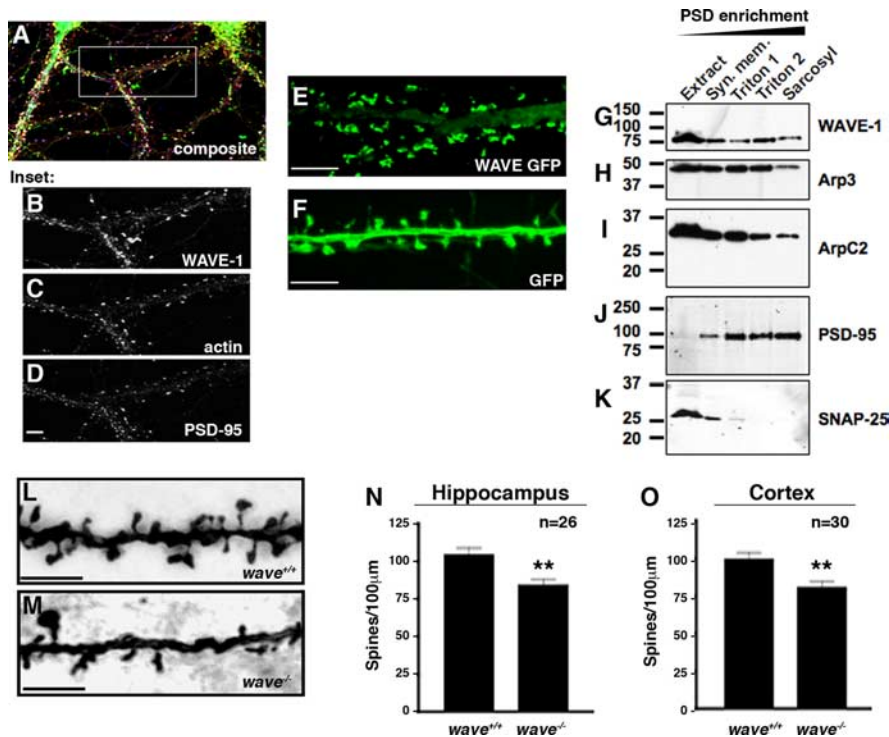 A
composite
Inset:
B
WAVE-1
C
actin
D
PSD-95
E
WAVE GFP
F
GFP
PSD enrichment
Extract
Syn. mem.
Triton 1
Triton 2
Sarcosyl
G
150
100
75
WAVE-1
H
50
37
Arp3
I
37
25
20
ArpC2
J
250
100
75
PSD-95
K
37
25
20
SNAP-25
L
wave+/+
M
wave-/-
N
Hippocampus
n=26
Spines/100µm
125
100
75
50
25
0
**
wave+/+ wave-/-
O
Cortex
n=30
Spines/100µm
125
100
75
50
25
0
**
wave+/+ wave-/-